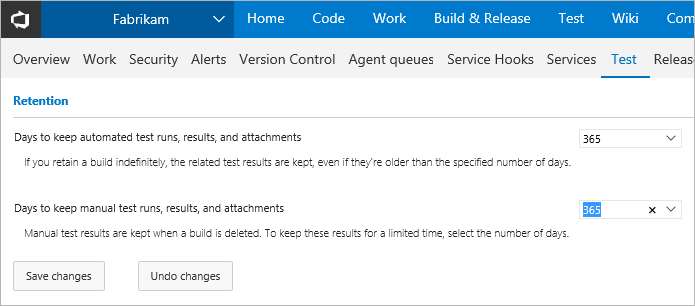 Fabrikam Home Code Work Build & Release Test Wiki Com
Overview Work Security Alerts Version Control Agent queues Service Hooks Services Test Releas
Retention
Days to keep automated test runs, results, and attachments 365
If you retain a build indefinitely, the related test results are kept, even if they're older than the specified number of days.
Days to keep manual test runs, results, and attachments 365
Manual test results are kept when a build is deleted. To keep these results for a limited time, select the number of days.
Save changes Undo changes